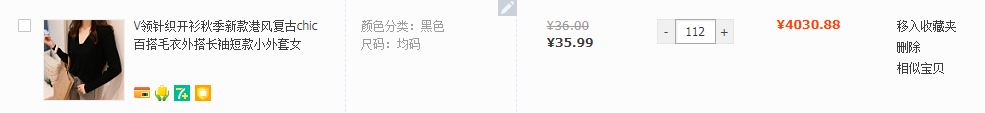 V领针织开衫秋季新款港风复古chic
百搭毛衣外搭长袖短款小外套女
7+
颜色分类：黑色
尺码：均码
¥36.00
¥35.99
- 112 +
¥4030.88
移入收藏夹
删除
相似宝贝